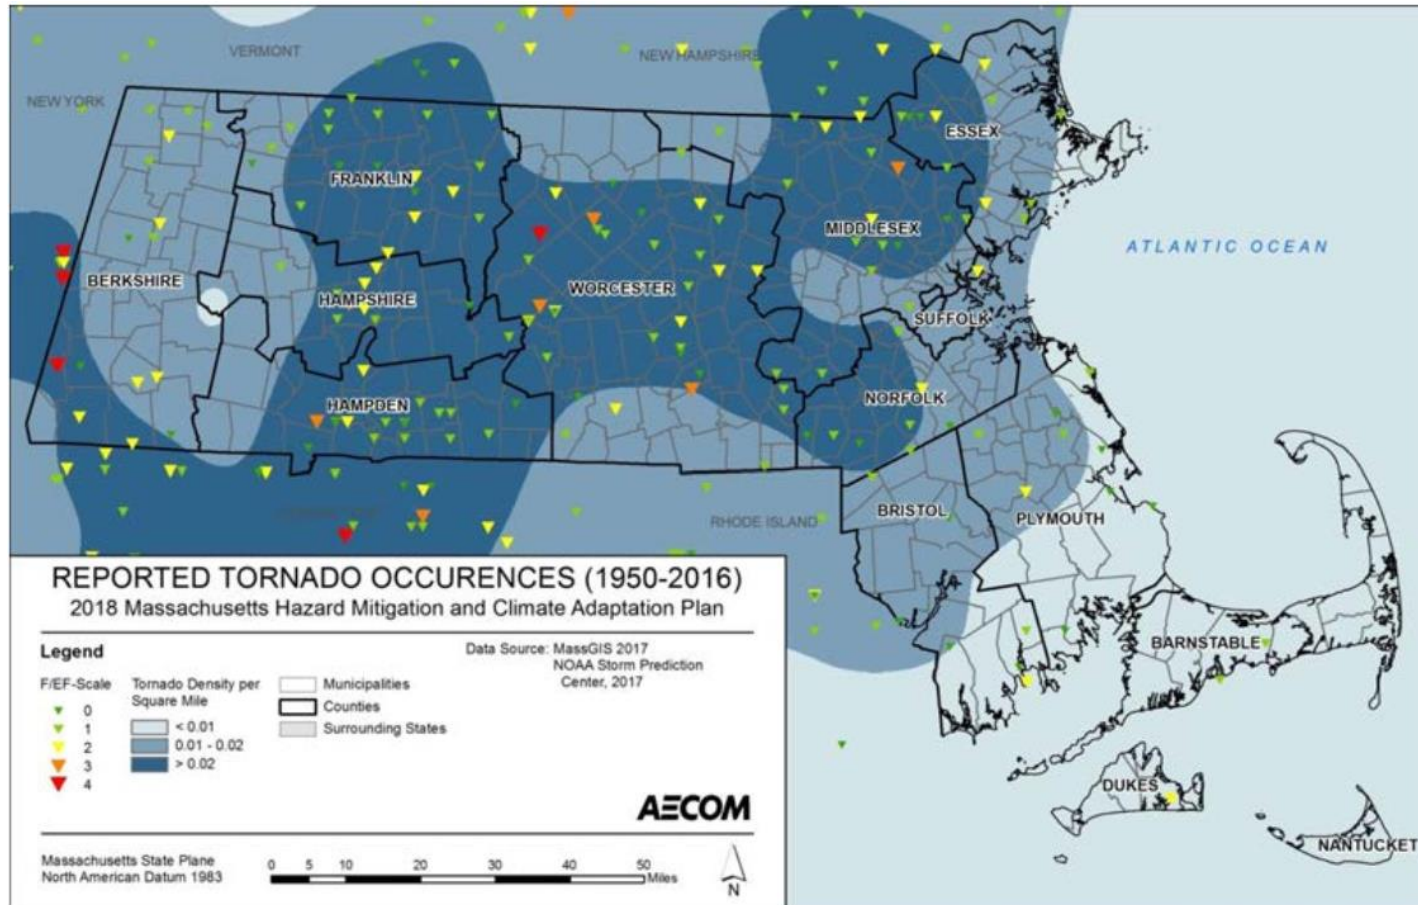 VERMONT
NEW HAMPSHIRE
NEW YORK
ESSEX
FRANKLIN
MIDDLESEX
ATLANTIC OCEAN
BERKSHIRE
HAMPSHIRE
WORCESTER
SUFFOLK
HAMPDEN
NORFOLK
RHODE ISLAND
BRISTOL
PLYMOUTH
BARNSTABLE
DUKES
NANTUCKET
REPORTED TORNADO OCCURENCES (1950-2016)
2018 Massachusetts Hazard Mitigation and Climate Adaptation Plan
Legend
Data Source: MassGIS 2017
NOAA Storm Prediction
Center, 2017
F/EF-Scale
0
1
2
3
4
Tornado Density per
Square Mile
< 0.01
0.01 - 0.02
> 0.02
Municipalities
Counties
Surrounding States
AECOM
Massachusetts State Plane
North American Datum 1983
0 5 10 20 30 40 50
Miles
N